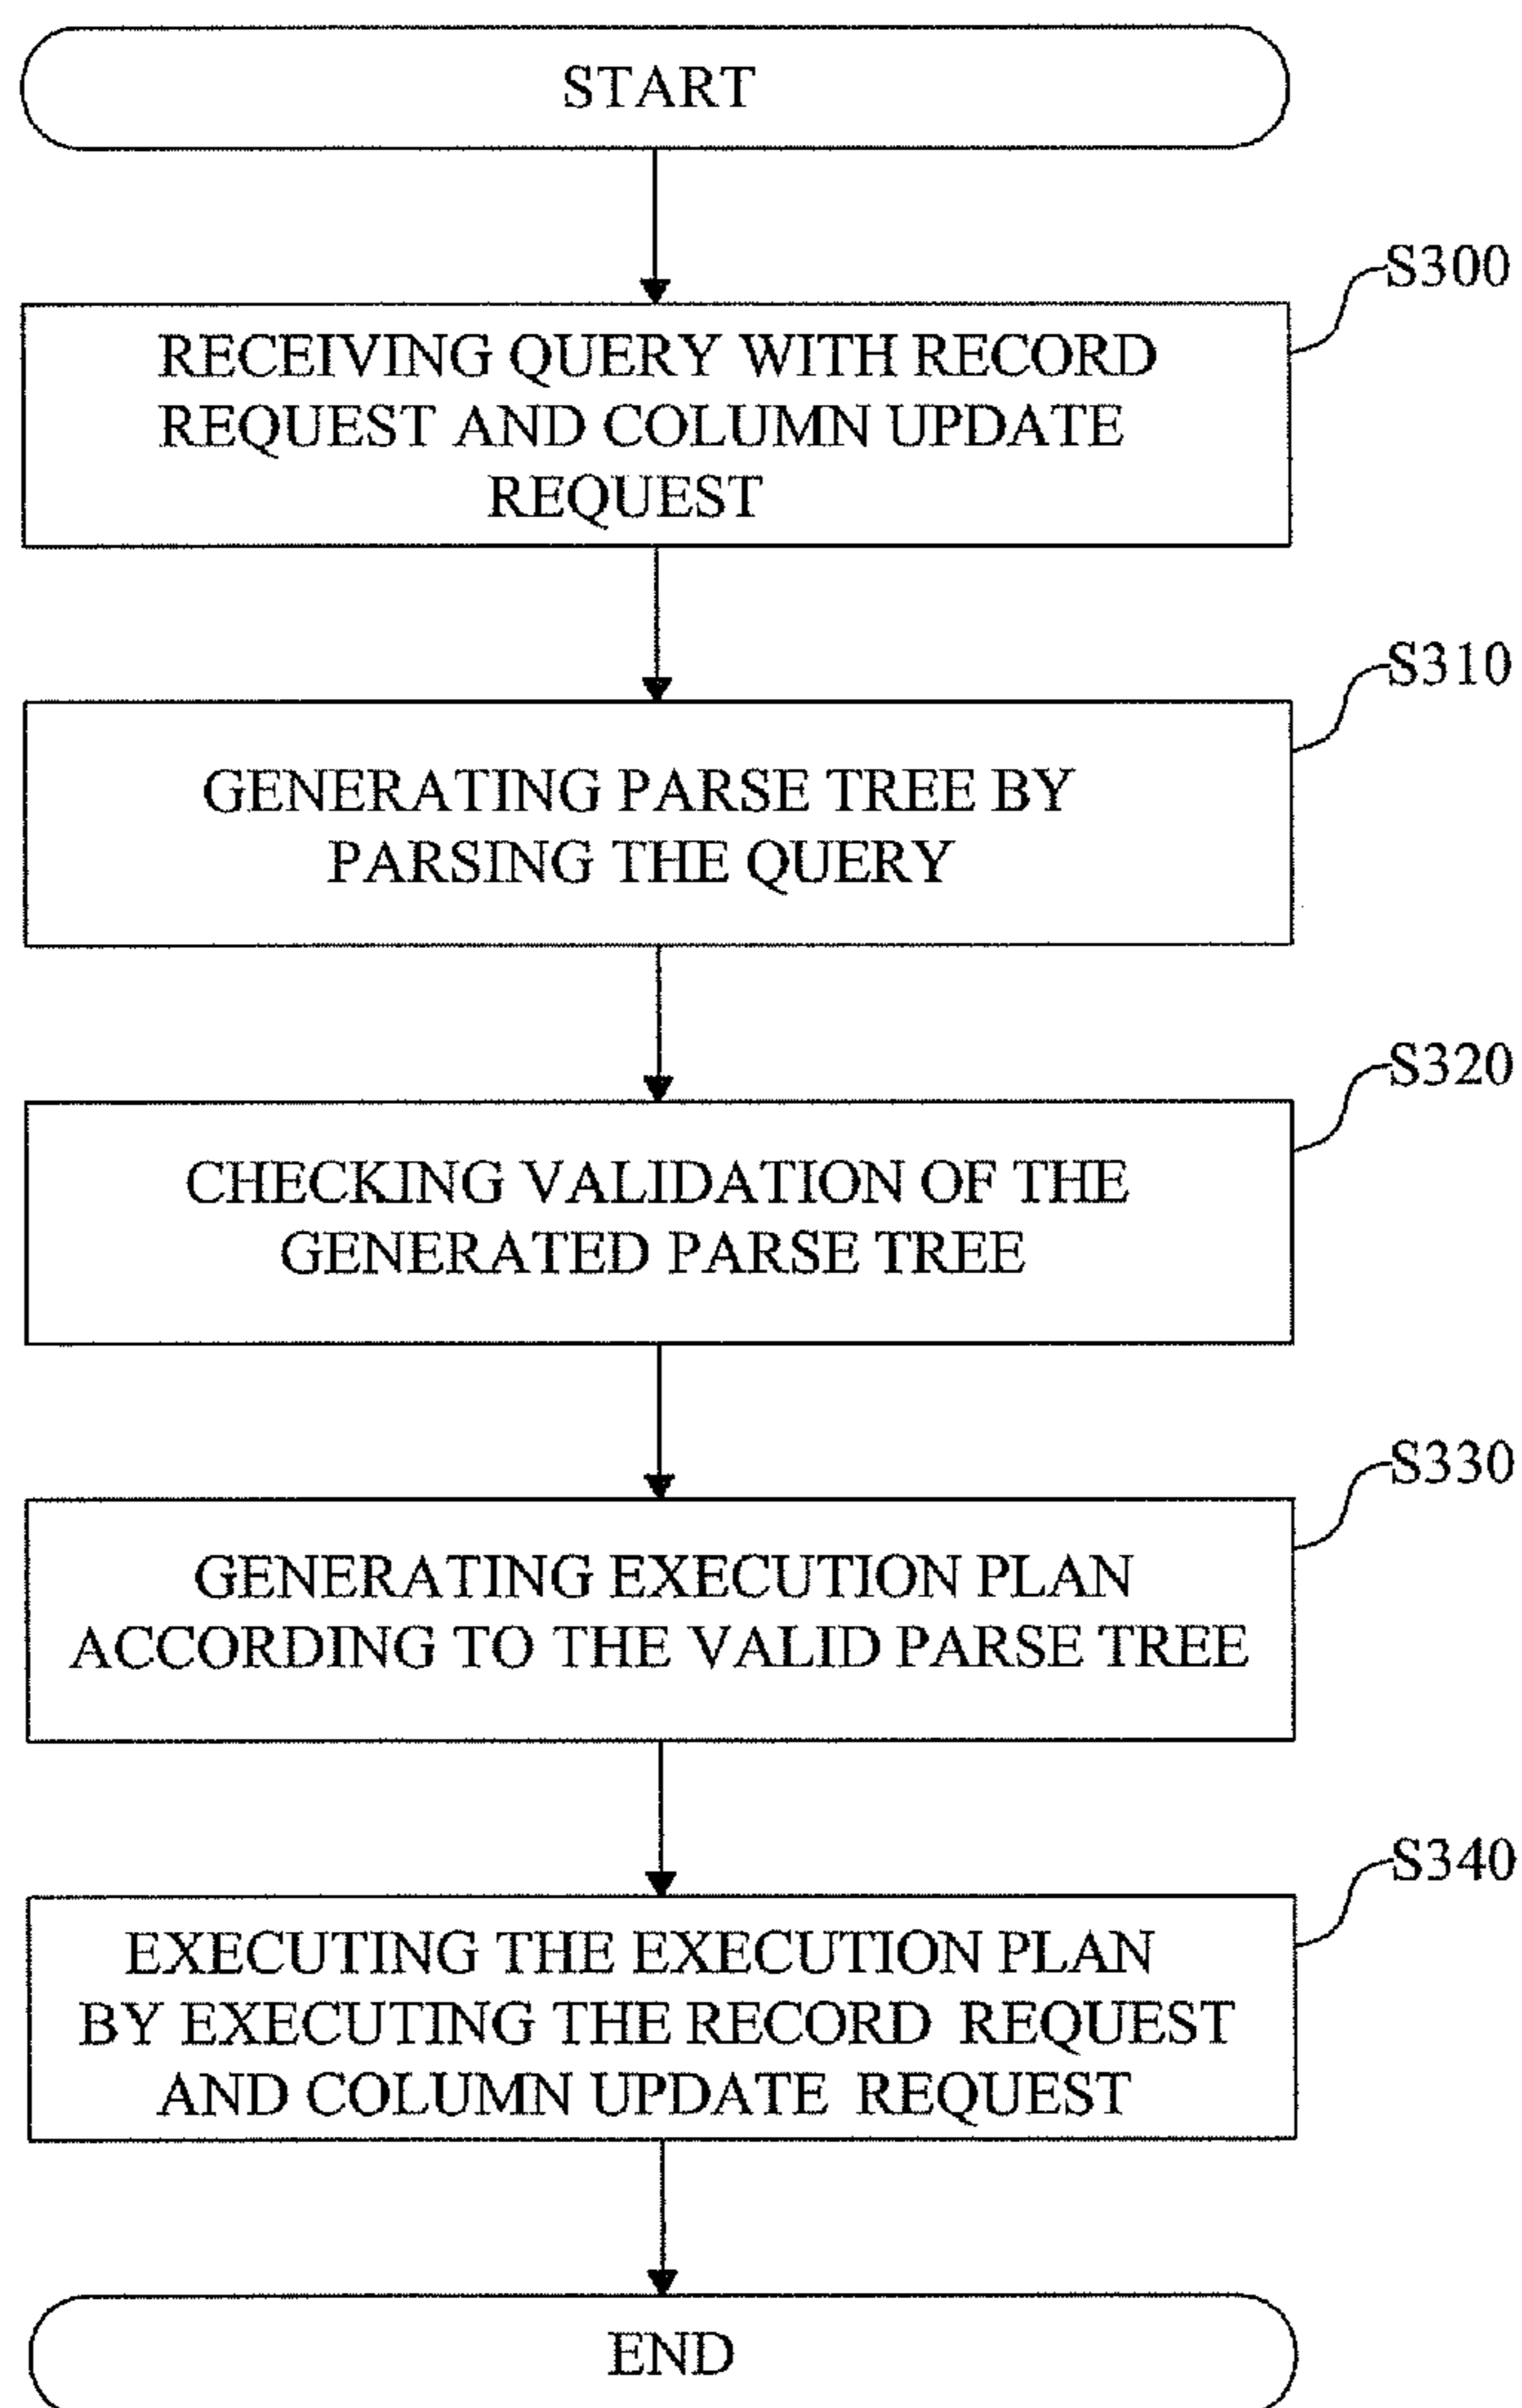 START
S300
RECEIVING QUERY WITH RECORD
REQUEST AND COLUMN UPDATE
REQUEST
S310
GENERATING PARSE TREE BY
PARSING THE QUERY
S320
CHECKING VALIDATION OF THE
GENERATED PARSE TREE
S330
GENERATING EXECUTION PLAN
ACCORDING TO THE VALID PARSE TREE
S340
EXECUTING THE EXECUTION PLAN
BY EXECUTING THE RECORD REQUEST
AND COLUMN UPDATE REQUEST
END